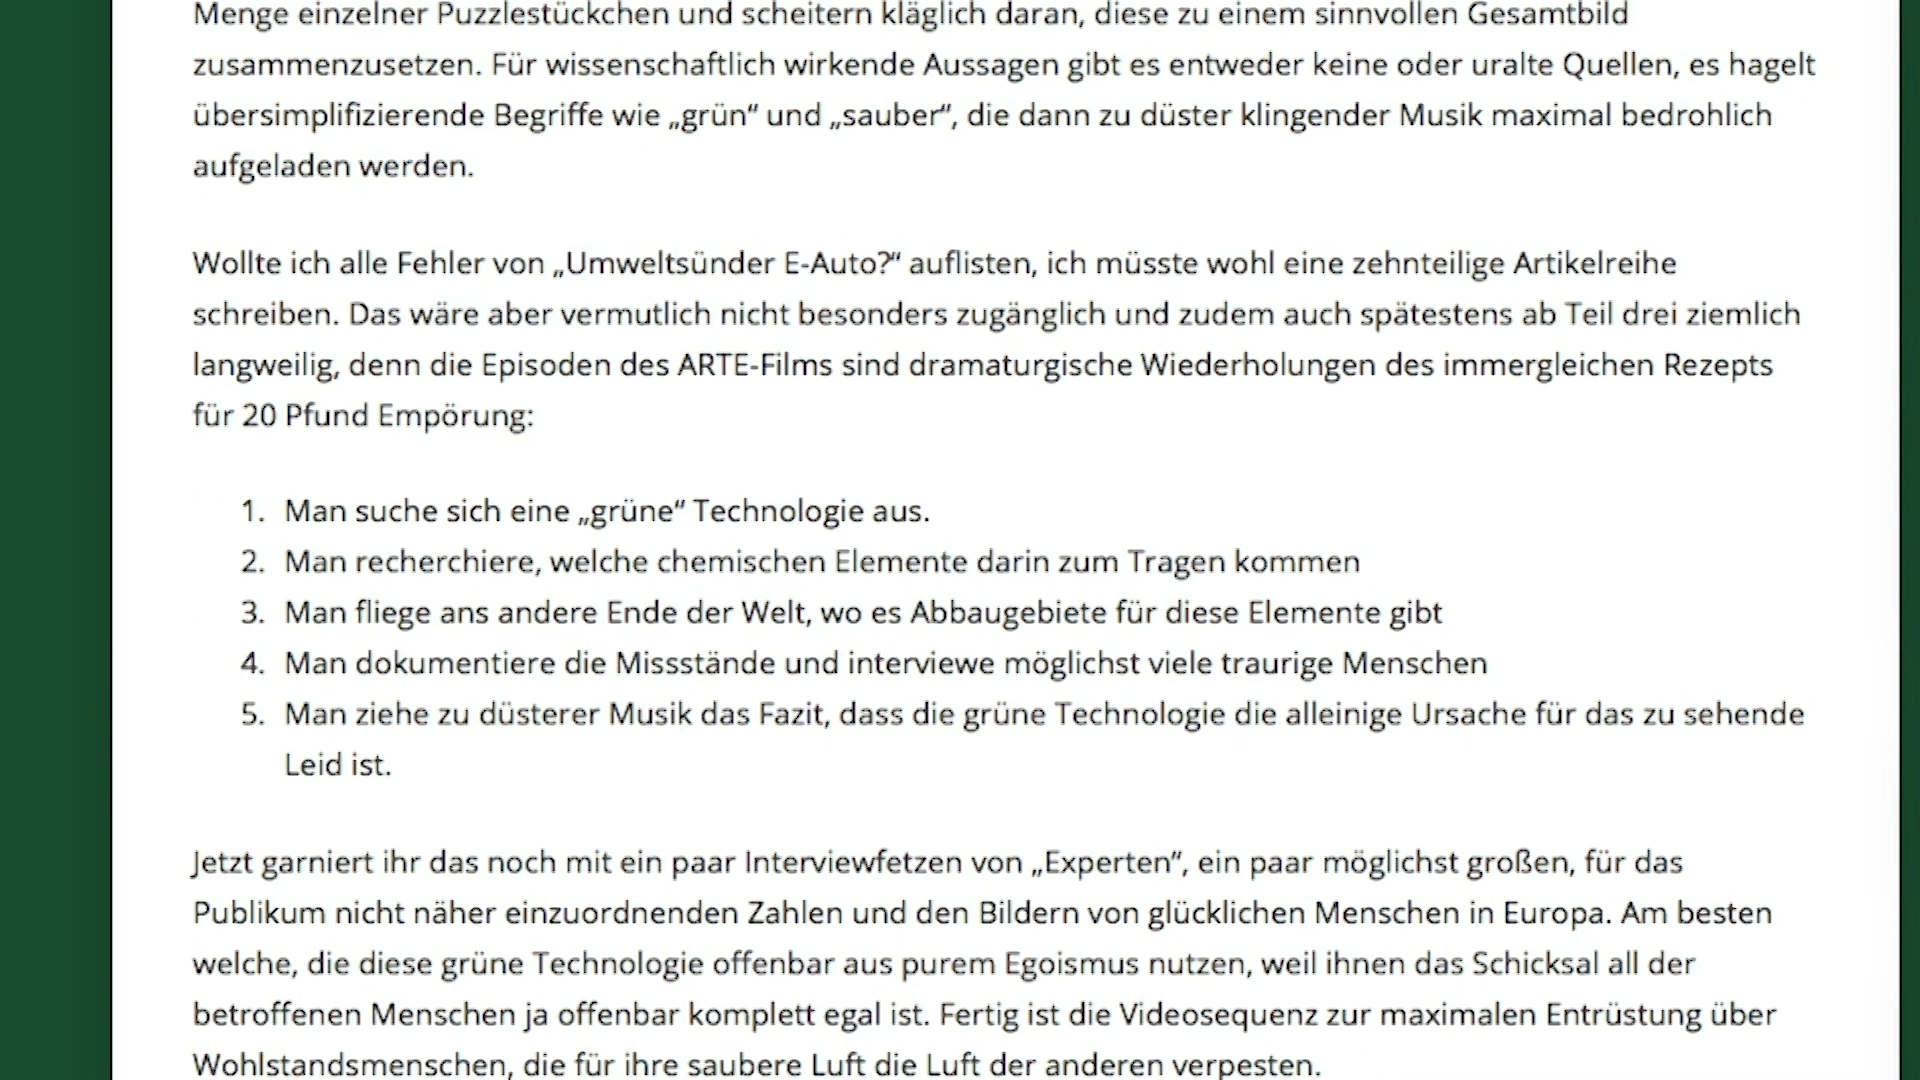 Menge einzelner Puzzlestückchen und scheitern kläglich daran, diese zu einem sinnvollen Gesamtbild
zusammenzusetzen. Für wissenschaftlich wirkende Aussagen gibt es entweder keine oder uralte Quellen, es hagelt
übersimplifizierende Begriffe wie „grün“ und „sauber“, die dann zu düster klingender Musik maximal bedrohlich
aufgeladen werden.
Wollte ich alle Fehler von „Umweltsünder E-Auto?“ auflisten, ich müsste wohl eine zehnteilige Artikelreihe
schreiben. Das wäre aber vermutlich nicht besonders zugänglich und zudem auch spätestens ab Teil drei ziemlich
langweilig, denn die Episoden des ARTE-Films sind dramaturgische Wiederholungen des immergleichen Rezepts
für 20 Pfund Empörung:
1. Man suche sich eine „grüne“ Technologie aus.
2. Man recherchiere, welche chemischen Elemente darin zum Tragen kommen
3. Man fliege ans andere Ende der Welt, wo es Abbaugebiete für diese Elemente gibt
4. Man dokumentiere die Missstände und interviewe möglichst viele traurige Menschen
5. Man ziehe zu düsterer Musik das Fazit, dass die grüne Technologie die alleinige Ursache für das zu sehende
Leid ist.
Jetzt garniert ihr das noch mit ein paar Interviewfetzen von „Experten“, ein paar möglichst großen, für das
Publikum nicht näher einzuordnenden Zahlen und den Bildern von glücklichen Menschen in Europa. Am besten
welche, die diese grüne Technologie offenbar aus purem Egoismus nutzen, weil ihnen das Schicksal all der
betroffenen Menschen ja offenbar komplett egal ist. Fertig ist die Videosequenz zur maximalen Entrüstung über
Wohlstandsmenschen, die für ihre saubere Luft die Luft der anderen verpesten.